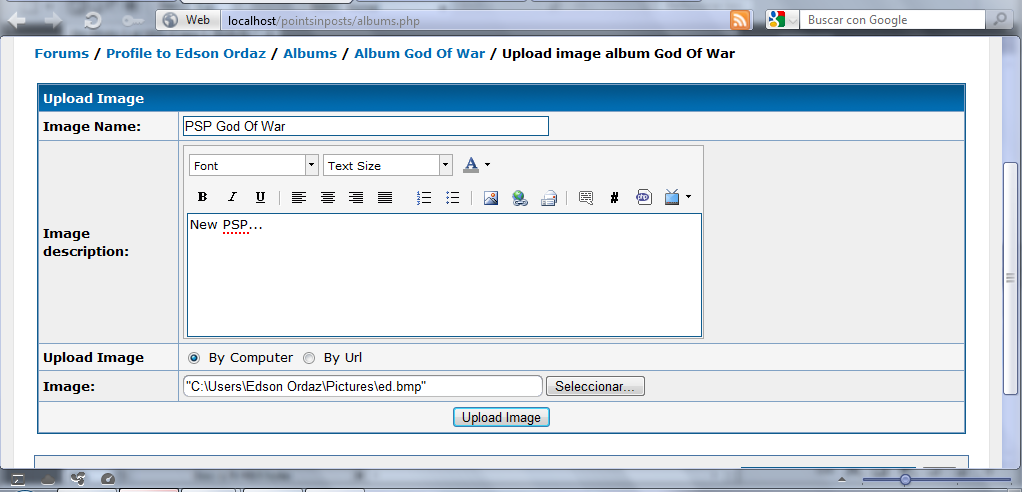 Web
localhost/pointsinposts/albums.php
Buscar con Google
Forums / Profile to Edson Ordaz / Albums / Album God Of War / Upload image album God Of War
Upload Image
Image Name:
PSP God Of War
Font
Text Size
A
B I U
#
php
Image description:
New PSP...
Upload Image
By Computer
By Url
Image:
"C:\Users\Edson Ordaz\Pictures\ed.bmp"
Seleccionar...
Upload Image